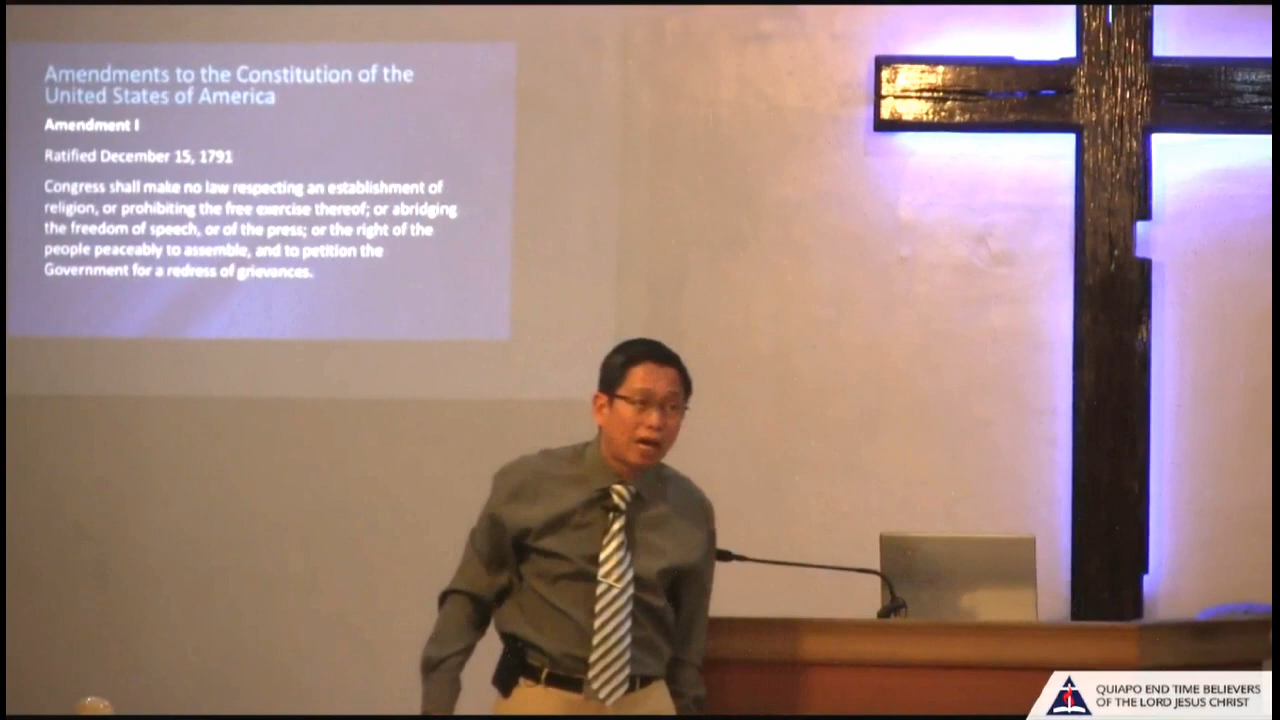 Amendments to the Constitution of the
United States of America
Amendment I
Ratified December 15, 1791
Congress shall make no law respecting an establishment of
religion, or prohibiting the free exercise thereof; or abridging
the freedom of speech, or of the press; or the right of the
people peaceably to assemble, and to petition the
Government for a redress of grievances.
QUIAPO END TIME BELIEVERS
OF THE LORD JESUS CHRIST